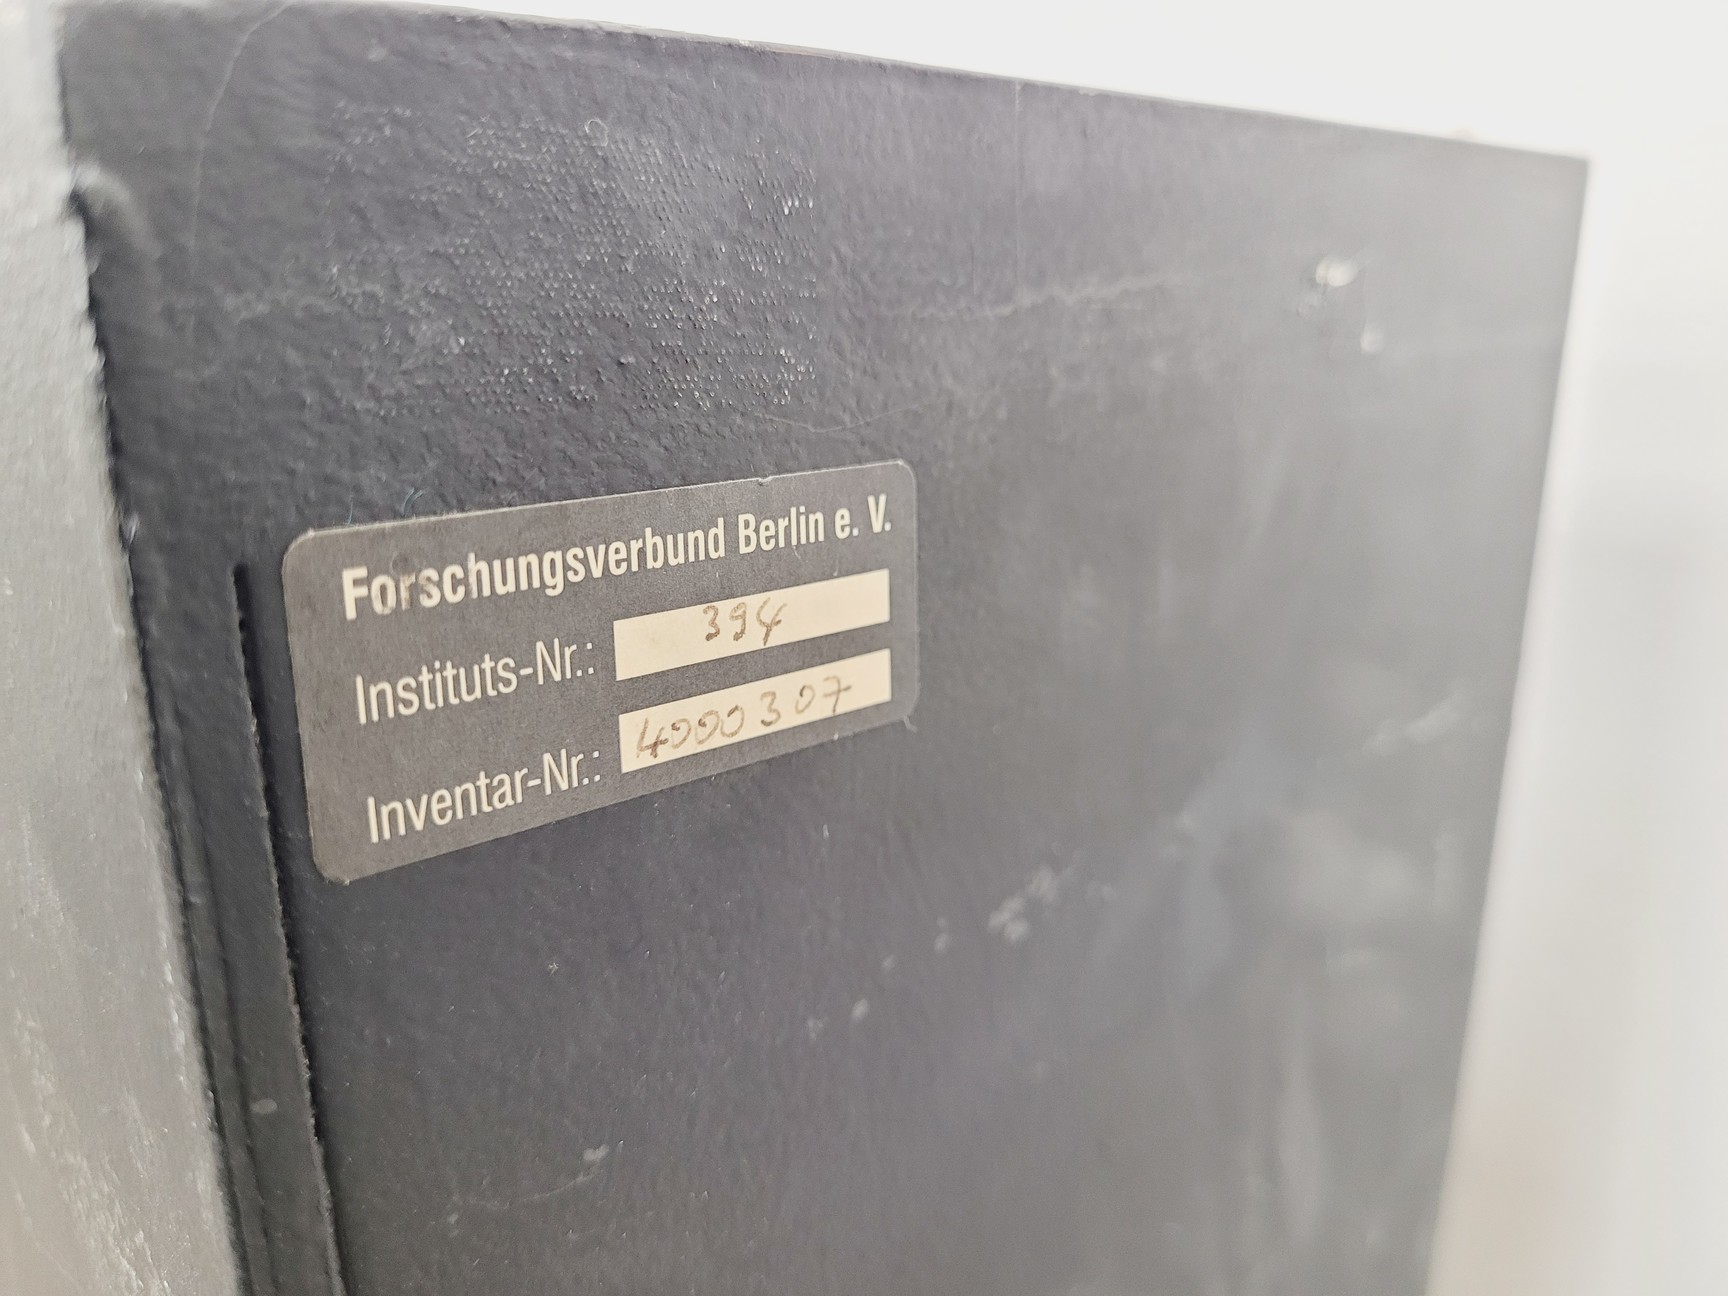 Forschungsverbund Berlin e. V.
Instituts-Nr.: 394
Inventar-Nr.: 4000307